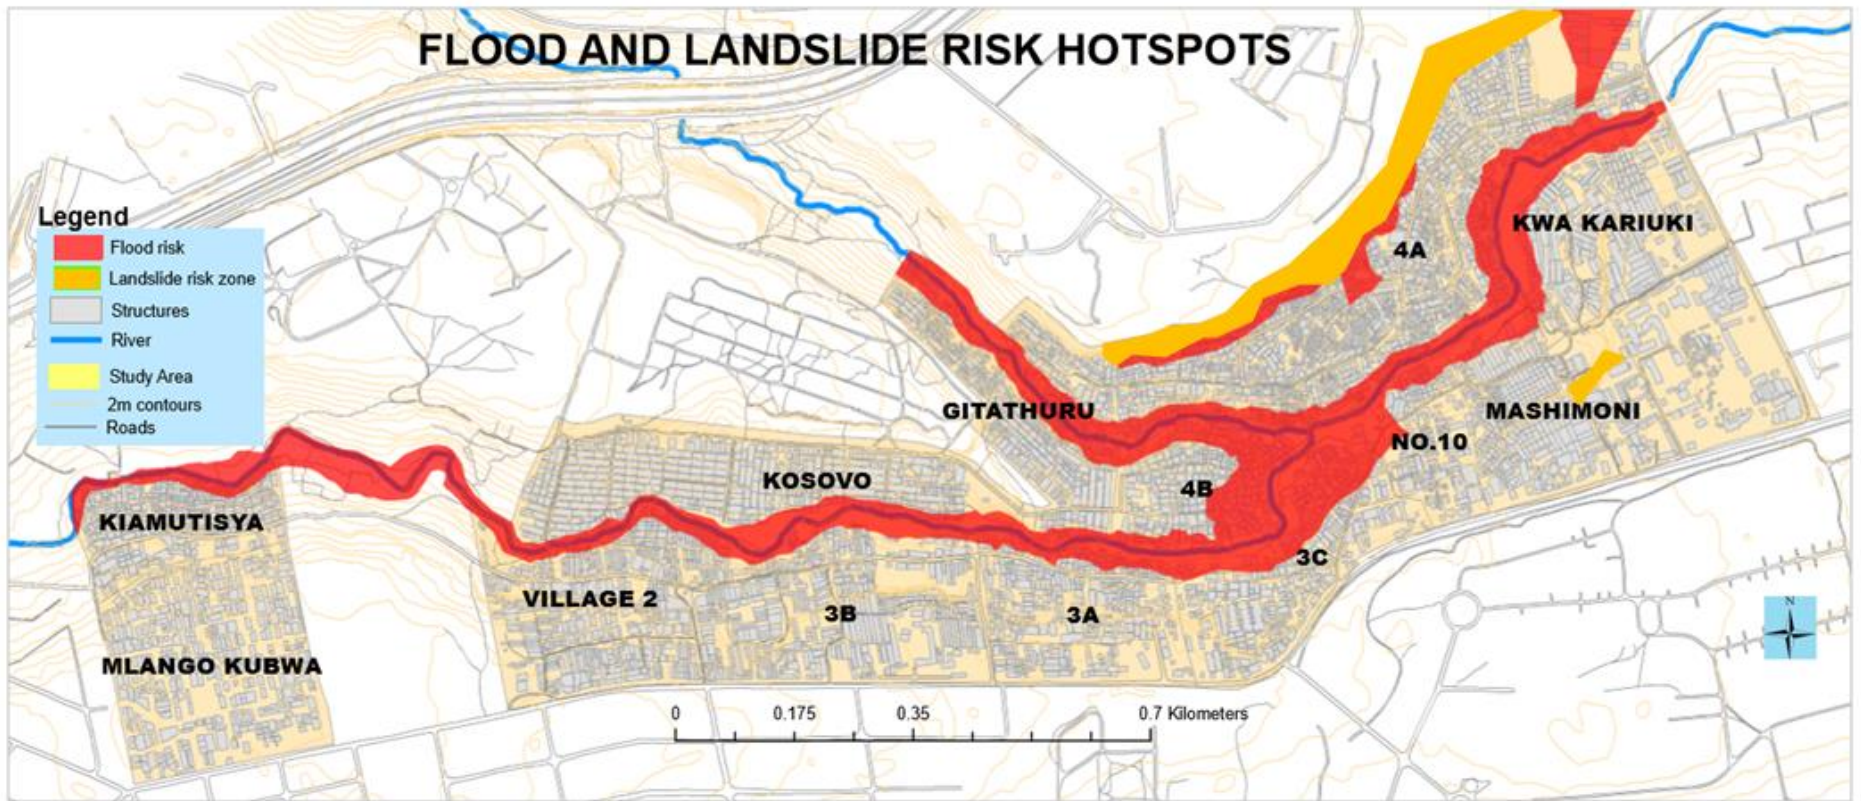 FLOOD AND LANDSLIDE RISK HOTSPOTS
Legend
Flood risk
Landslide risk zone
Structures
River
Study Area
2m contours
Roads
KWA KARIUKI
4A
GITATHURU
MASHIMONI
NO.10
KOSOVO
4B
KIAMUTISYA
3C
VILLAGE 2
3B
3A
MLANGO KUBWA
N
0 0.175 0.35 0.7 Kilometers